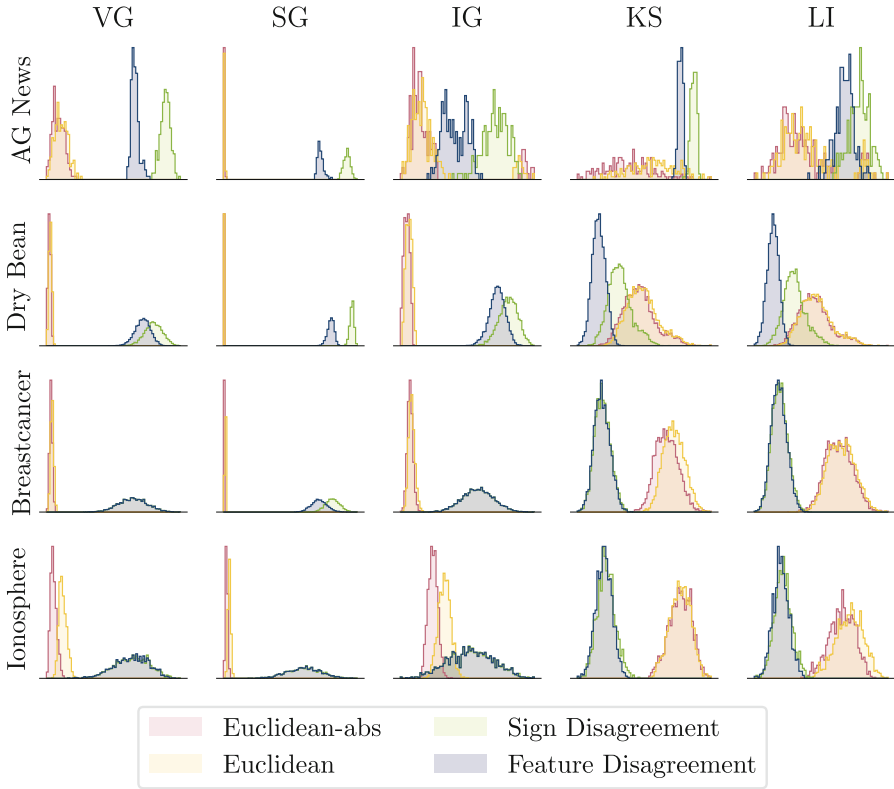 VG SG IG KS LI
AG News
Dry Bean
Breastcancer
Ionosphere
Euclidean-abs
Euclidean
Sign Disagreement
Feature Disagreement